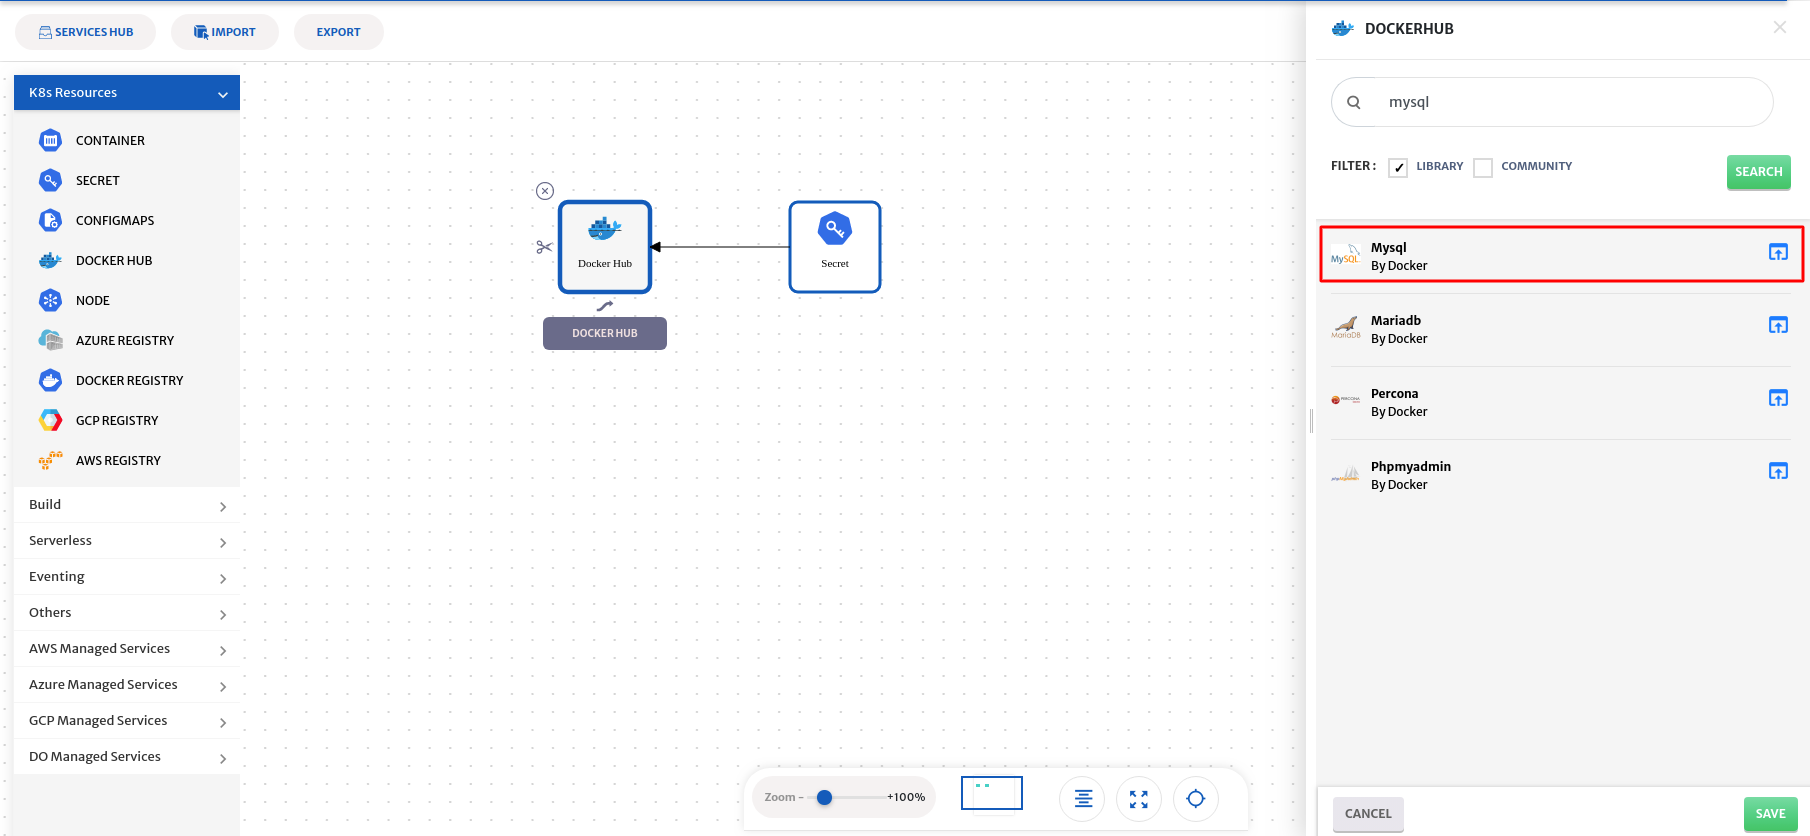 SERVICES HUB
IMPORT
EXPORT
K8s Resources
CONTAINER
SECRET
CONFIGMAPS
DOCKER HUB
NODE
AZURE REGISTRY
DOCKER REGISTRY
GCP REGISTRY
AWS REGISTRY
Build
Serverless
Eventing
Others
AWS Managed Services
Azure Managed Services
GCP Managed Services
DO Managed Services
Docker Hub
Secret
DOCKER HUB
Zoom - +100%
DOCKERHUB
mysql
FILTER : LIBRARY COMMUNITY
SEARCH
MySQL
Mysql
By Docker
MariaDB
Mariadb
By Docker
PERCONA
Percona
By Docker
phpMyAdmin
Phpmyadmin
By Docker
CANCEL
SAVE